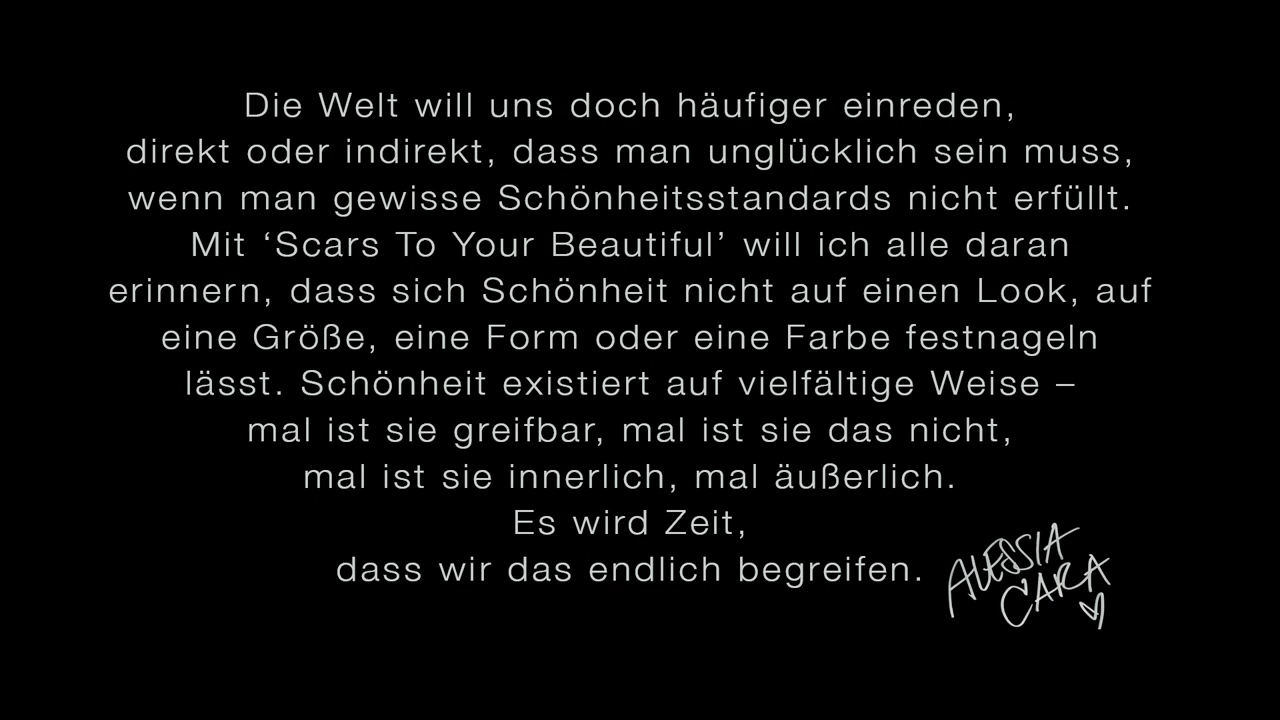 Die Welt will uns doch häufiger einreden,
direkt oder indirekt, dass man unglücklich sein muss,
wenn man gewisse Schönheitsstandards nicht erfüllt.
Mit ‘Scars To Your Beautiful’ will ich alle daran
erinnern, dass sich Schönheit nicht auf einen Look, auf
eine Größe, eine Form oder eine Farbe festnageln
lässt. Schönheit existiert auf vielfältige Weise –
mal ist sie greifbar, mal ist sie das nicht,
mal ist sie innerlich, mal äußerlich.
Es wird Zeit,
dass wir das endlich begreifen.
ALESSIA
CARA